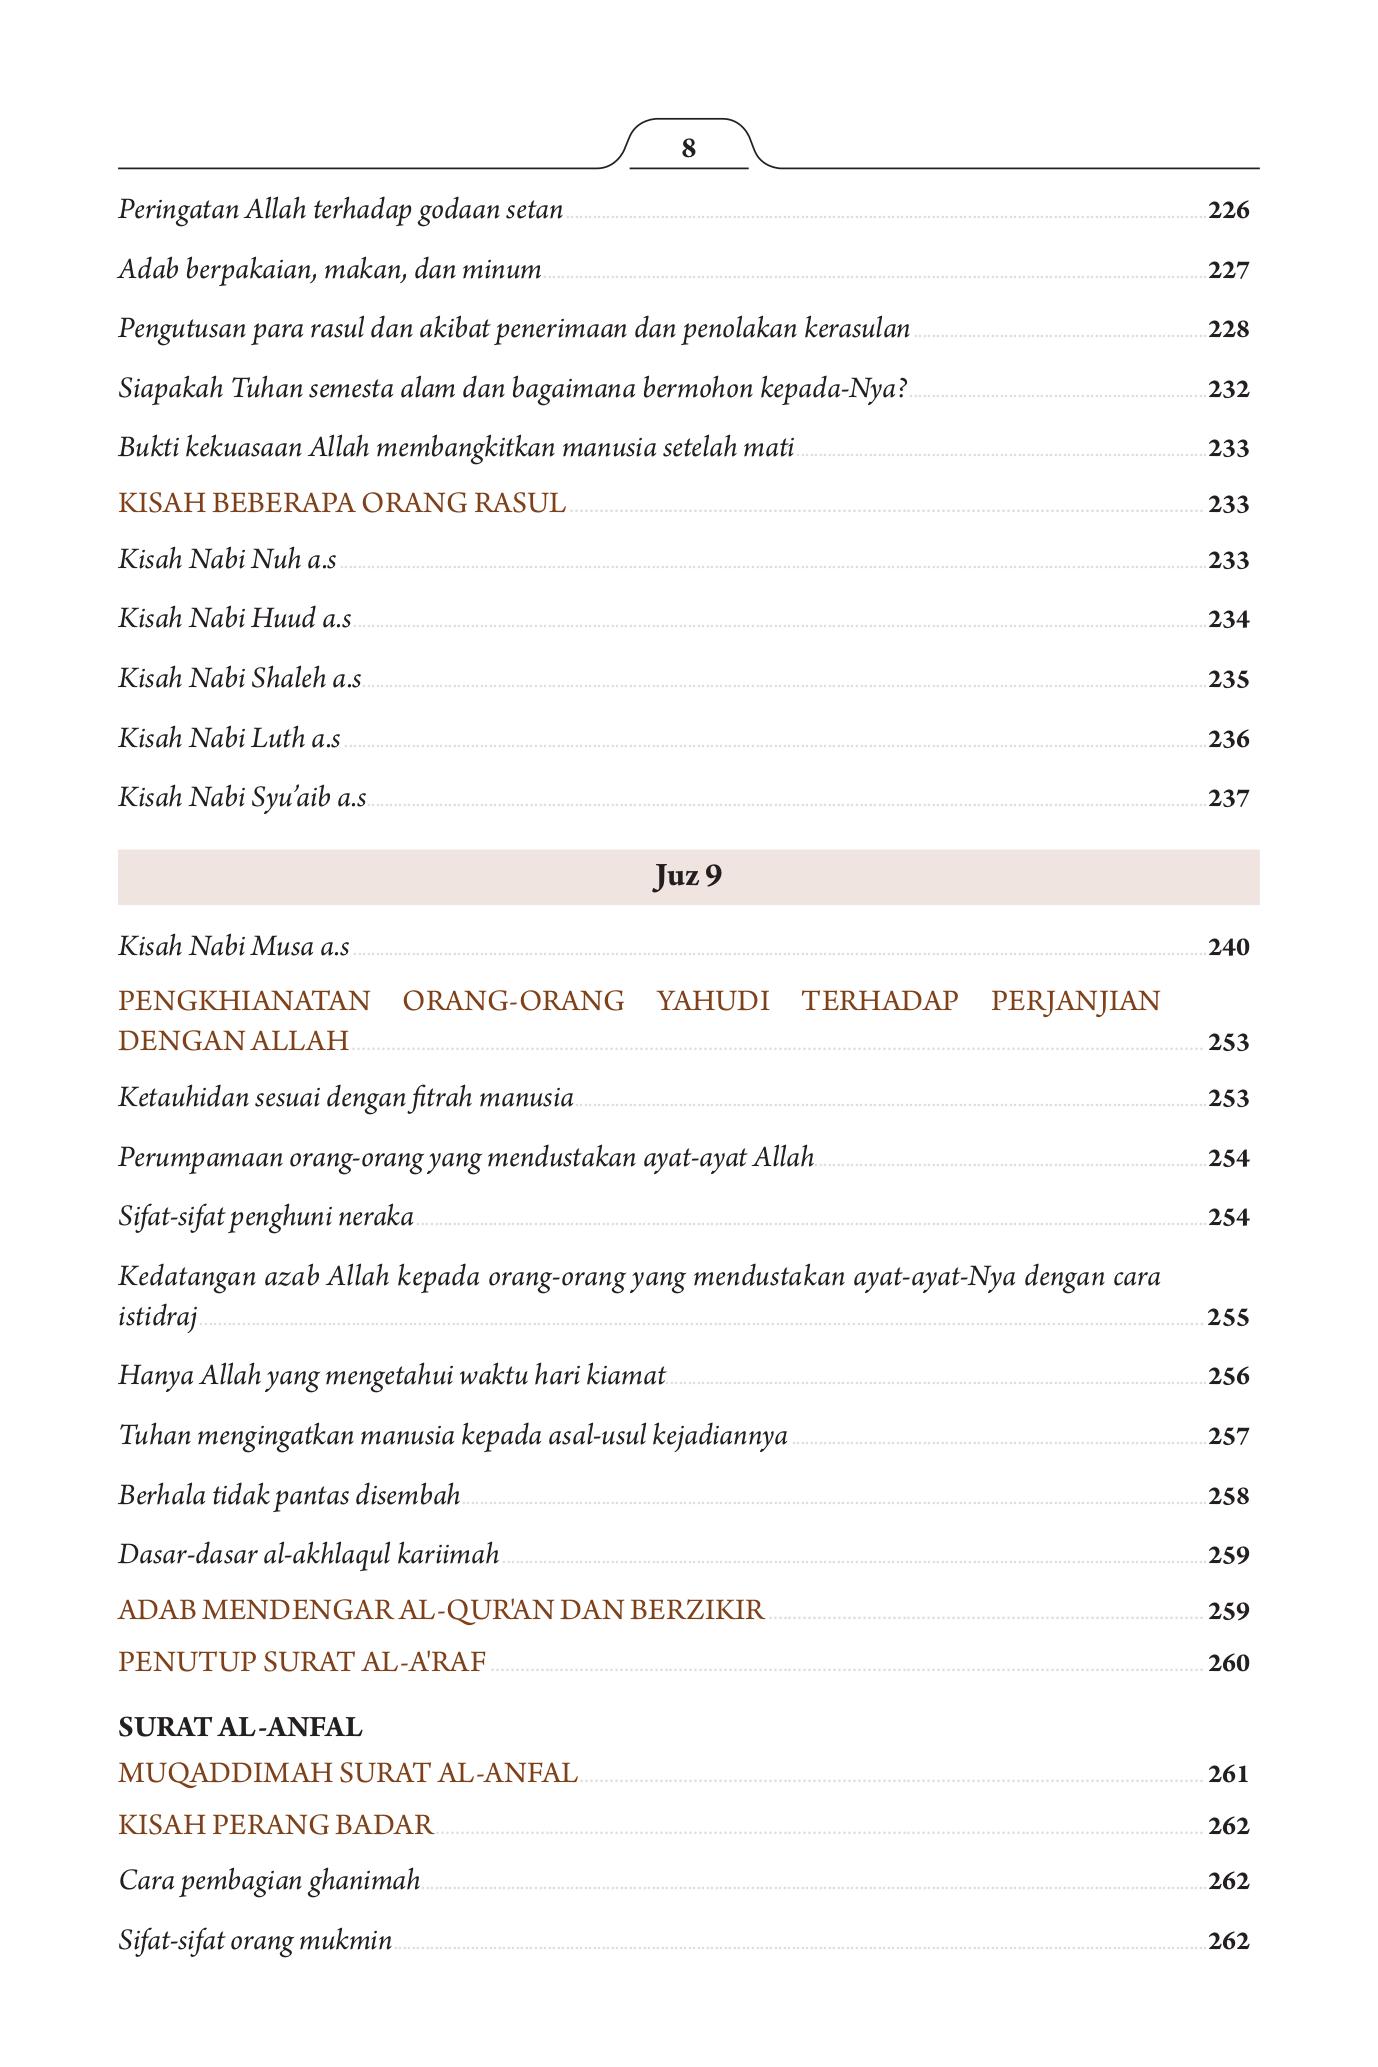 8
Peringatan Allah terhadap godaan setan 226
Adab berpakaian, makan, dan minum 227
Pengutusan para rasul dan akibat penerimaan dan penolakan kerasulan 228
Siapakah Tuhan semesta alam dan bagaimana bermohon kepada-Nya? 232
Bukti kekuasaan Allah membangkitkan manusia setelah mati 233
KISAH BEBERAPA ORANG RASUL 233
Kisah Nabi Nuh a.s 233
Kisah Nabi Huud a.s 234
Kisah Nabi Shaleh a.s 235
Kisah Nabi Luth a.s 236
Kisah Nabi Syu’aib a.s 237
Juz 9
Kisah Nabi Musa a.s 240
PENGKHIANATAN ORANG-ORANG YAHUDI TERHADAP PERJANJIAN
DENGAN ALLAH 253
Ketauhidan sesuai dengan fitrah manusia 253
Perumpamaan orang-orang yang mendustakan ayat-ayat Allah 254
Sifat-sifat penghuni neraka 254
Kedatangan azab Allah kepada orang-orang yang mendustakan ayat-ayat-Nya dengan cara
istidraj 255
Hanya Allah yang mengetahui waktu hari kiamat 256
Tuhan mengingatkan manusia kepada asal-usul kejadiannya 257
Berhala tidak pantas disembah 258
Dasar-dasar al-akhlaqul kariimah 259
ADAB MENDENGAR AL-QUR'AN DAN BERZIKIR 259
PENUTUP SURAT AL-A'RAF 260
SURAT AL-ANFAL
MUQADDIMAH SURAT AL-ANFAL 261
KISAH PERANG BADAR 262
Cara pembagian ghanimah 262
Sifat-sifat orang mukmin 262